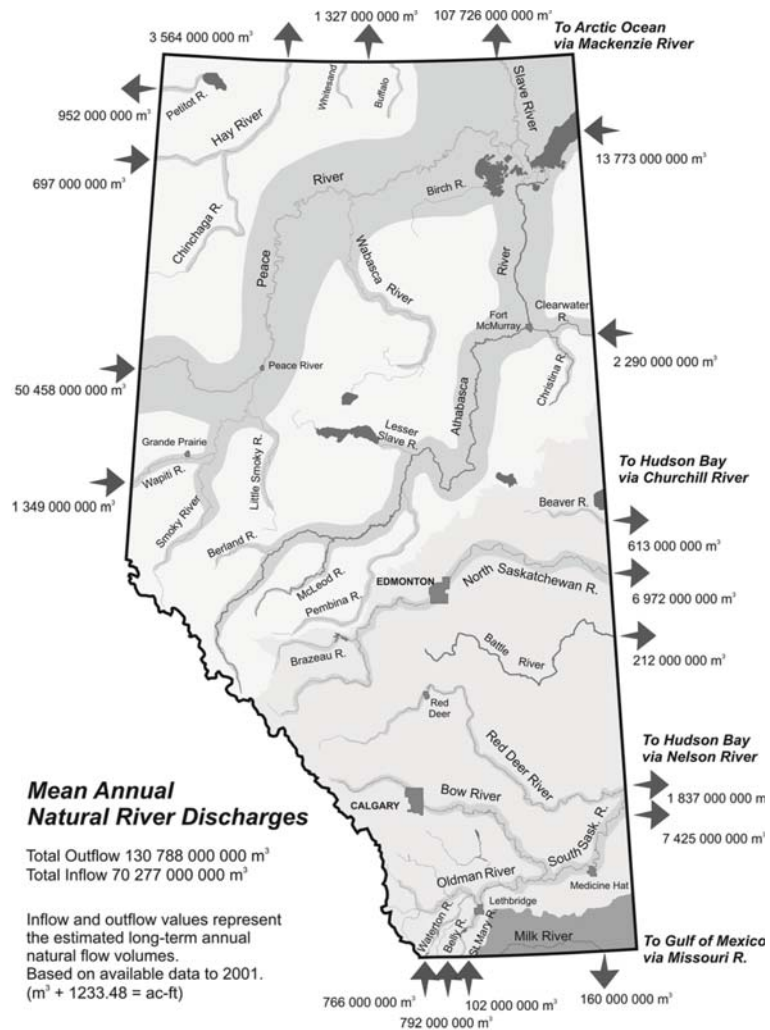 3 564 000 000 m³
1 327 000 000 m³
107 726 000 000 m³
To Arctic Ocean
via Mackenzie River
952 000 000 m³
Petitot R.
Hay River
Whitesand
Buffalo
Slave River
13 773 000 000 m³
697 000 000 m³
Chinchaga R.
River
Birch R.
Peace
Wabasca River
River
Clearwater
R.
Fort
McMurray
Christina R.
2 290 000 000 m³
50 458 000 000 m³
Peace River
Athabasca
Lesser
Slave R.
Grande Prairie
Wapiti R.
Little Smoky R.
1 349 000 000 m³
Smoky River
To Hudson Bay
via Churchill River
Beaver R.
613 000 000 m³
Berland R.
McLeod R.
Pembina R.
EDMONTON
North Saskatchewan R.
6 972 000 000 m³
Brazeau R.
Battle River
212 000 000 m³
Red
Deer
Red Deer River
To Hudson Bay
via Nelson River
1 837 000 000 m³
CALGARY
Bow River
South Sask. R.
7 425 000 000 m³
Oldman River
Medicine Hat
Lethbridge
Waterton R.
Belly R.
St.Mary R.
Milk River
To Gulf of Mexico
via Missouri R.
766 000 000 m³
792 000 000 m³
102 000 000 m³
160 000 000 m³
Mean Annual
Natural River Discharges
Total Outflow 130 788 000 000 m³
Total Inflow 70 277 000 000 m³
Inflow and outflow values represent
the estimated long-term annual
natural flow volumes.
Based on available data to 2001.
(m³ + 1233.48 = ac-ft)